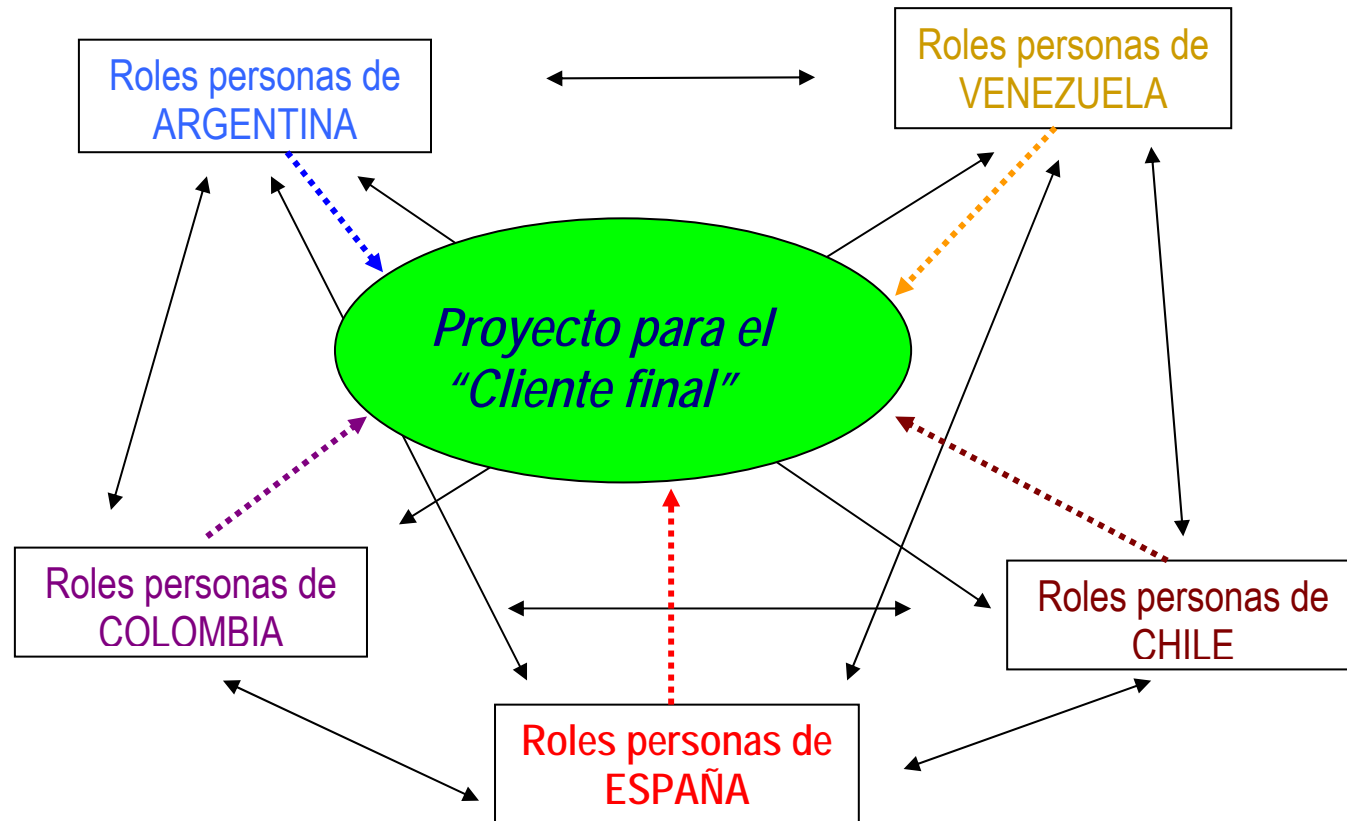 Roles personas de
ARGENTINA
Roles personas de
VENEZUELA
Proyecto para el
“Cliente final”
Roles personas de
COLOMBIA
Roles personas de
CHILE
Roles personas de
ESPAÑA